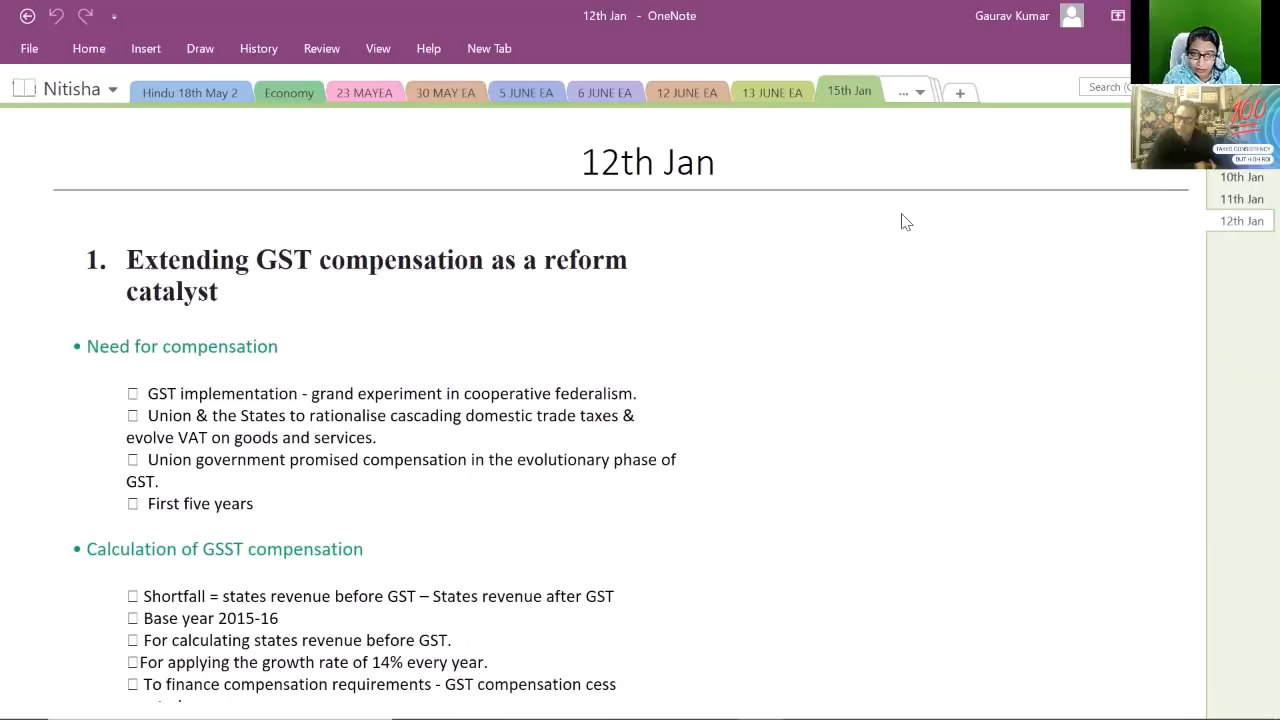 12th Jan - OneNote
Gaurav Kumar
File Home Insert Draw History Review View Help New Tab
Nitisha
Hindu 18th May 2
Economy
23 MAYEA
30 MAY EA
5 JUNE EA
6 JUNE EA
12 JUNE EA
13 JUNE EA
15th Jan
...
Search (
100
TAKES CONSISTENCY
BUT HIGH ROI
10th Jan
11th Jan
12th Jan
12th Jan
1. Extending GST compensation as a reform
catalyst
• Need for compensation
□ GST implementation - grand experiment in cooperative federalism.
□ Union & the States to rationalise cascading domestic trade taxes &
evolve VAT on goods and services.
□ Union government promised compensation in the evolutionary phase of
GST.
□ First five years
• Calculation of GSST compensation
□ Shortfall = states revenue before GST – States revenue after GST
□ Base year 2015-16
□ For calculating states revenue before GST.
□For applying the growth rate of 14% every year.
□ To finance compensation requirements - GST compensation cess